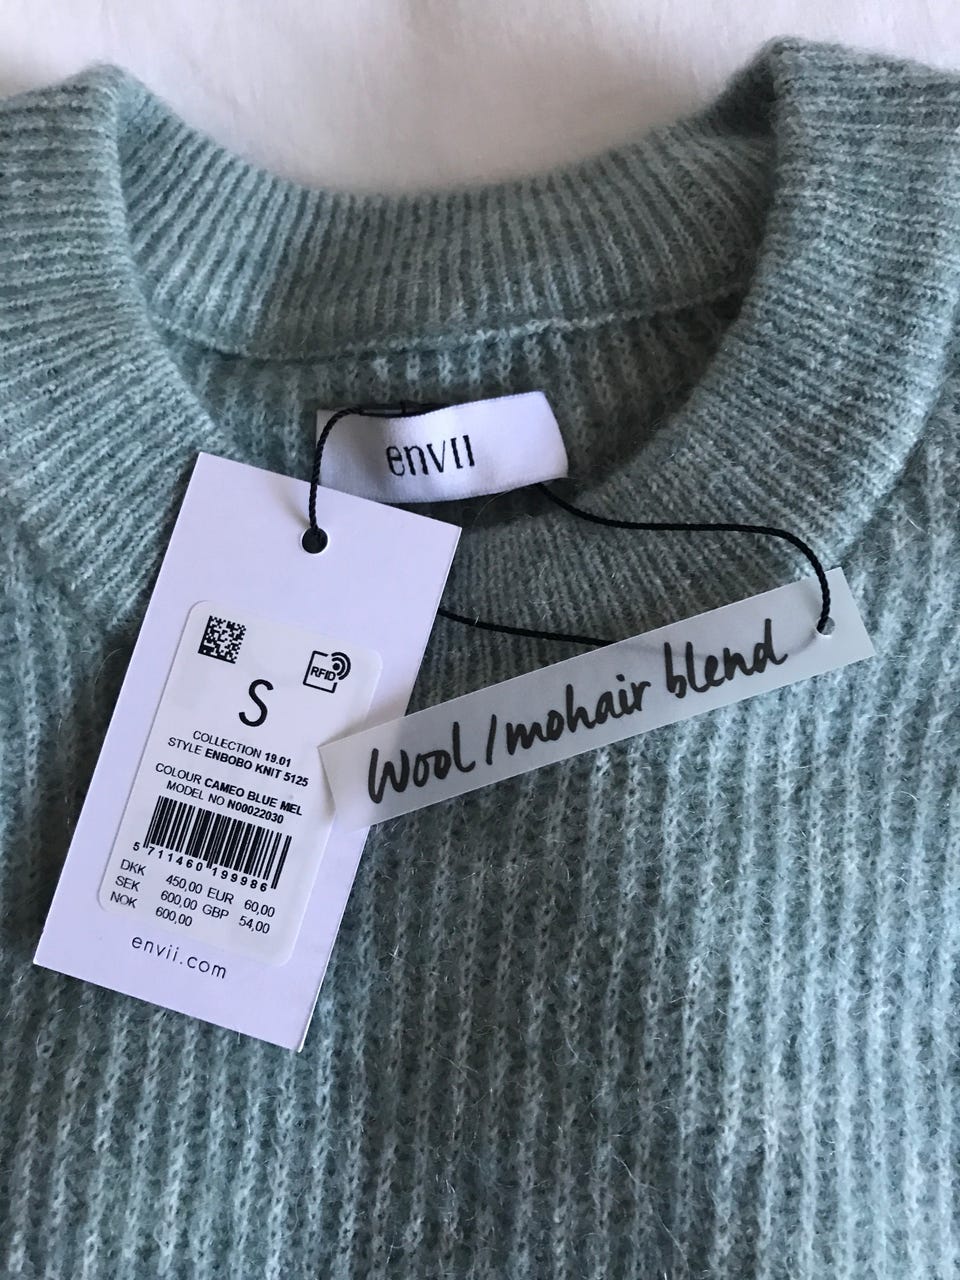 envii
RFID
S
COLLECTION 19.01
STYLE ENBOBO KNIT 5125
COLOUR CAMEO BLUE MEL
MODEL NO N00022030
5 711460 199986
DKK 450,00 EUR 60,00
SEK 600,00 GBP 54,00
NOK 600,00
envii.com
Wool/mohair blend